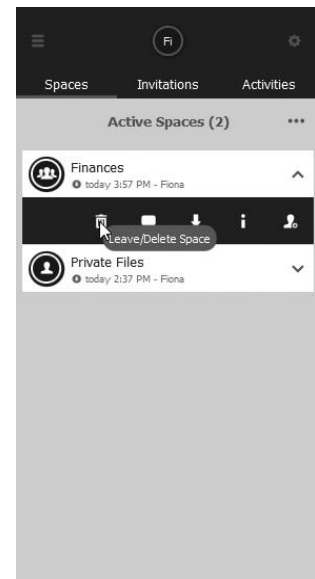 Fi
Spaces Invitations Activities
Active Spaces (2)
Finances
today 3:57 PM - Fiona
Leave/Delete Space
Private Files
today 2:37 PM - Fiona